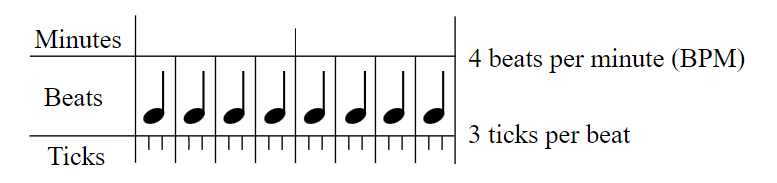 Minutes
4 beats per minute (BPM)
Beats
3 ticks per beat
Ticks